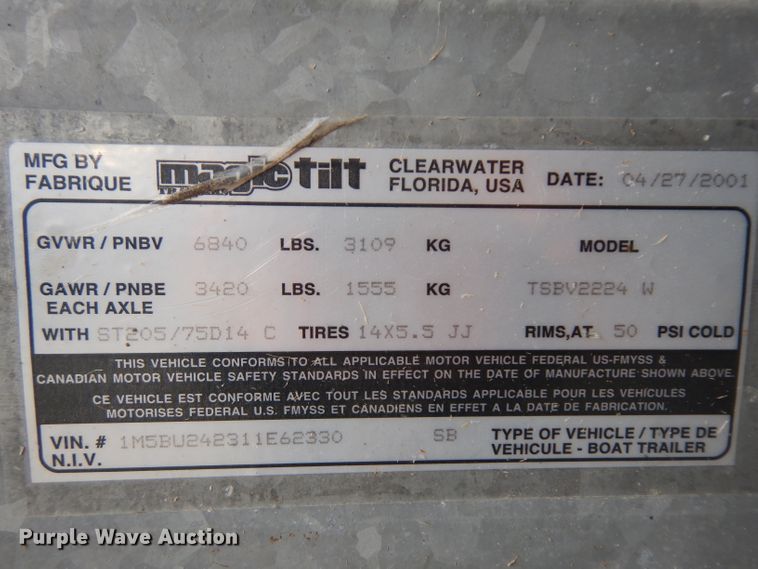 MFG BY
FABRIQUE
magic tilt
CLEARWATER
FLORIDA, USA
DATE: 04/27/2001
GVWR / PNBV 6840 LBS. 3109 KG MODEL
GAWR / PNBE 3420 LBS. 1555 KG TSBV2224 W
EACH AXLE
WITH ST205/75D14 C TIRES 14X5.5 JJ RIMS,AT 50 PSI COLD
THIS VEHICLE CONFORMS TO ALL APPLICABLE MOTOR VEHICLE FEDERAL US-FMYSS &
CANADIAN MOTOR VEHICLE SAFETY STANDARDS IN EFFECT ON THE DATE OF MANUFACTURE SHOWN ABOVE.
CE VEHICLE EST CONFORME AVEC TOUT LES STANDARDS APPLICABLE POUR LES VEHICULES
MOTORISES FEDERAL U.S. FMYSS ET CANADIENS EN EFFET A LA DATE DE FABRICATION.
VIN. # 1M5BU242311E62330 SB TYPE OF VEHICLE / TYPE DE
N.I.V. VEHICULE - BOAT TRAILER
Purple Wave Auction